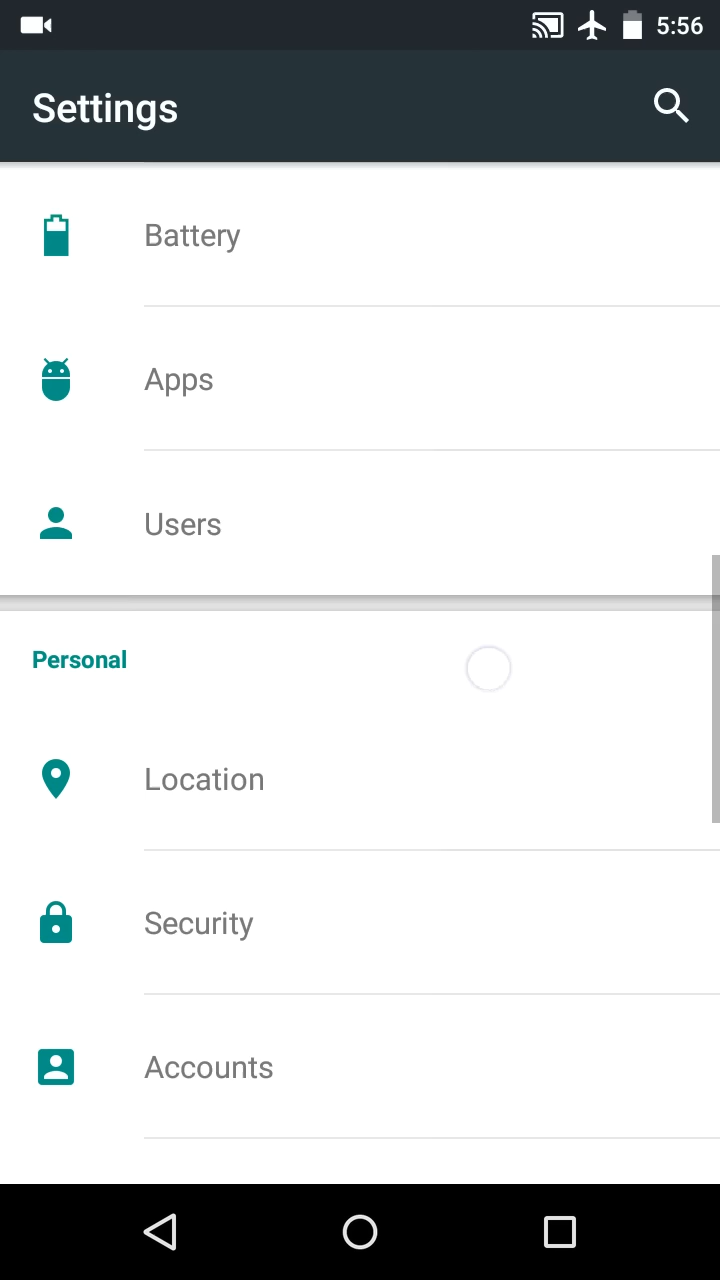 5:56
Settings
Battery
Apps
Users
Personal
Location
Security
Accounts